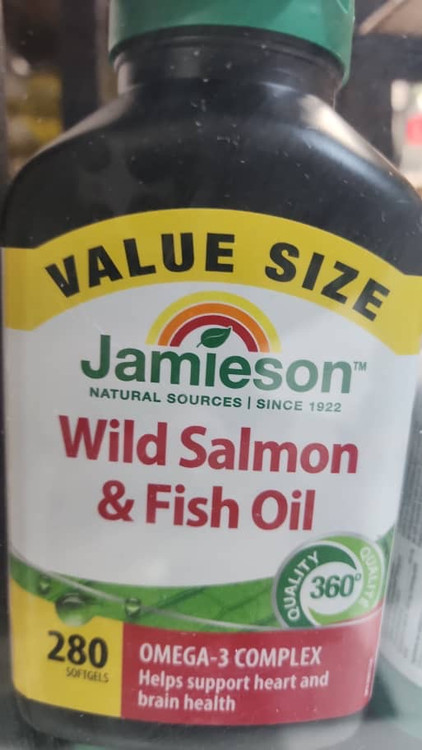 VALUE SIZE
Jamieson™
NATURAL SOURCES | SINCE 1922
Wild Salmon
& Fish Oil
QUALITY 360° QUALITY
280
SOFTGELS
OMEGA-3 COMPLEX
Helps support heart and
brain health